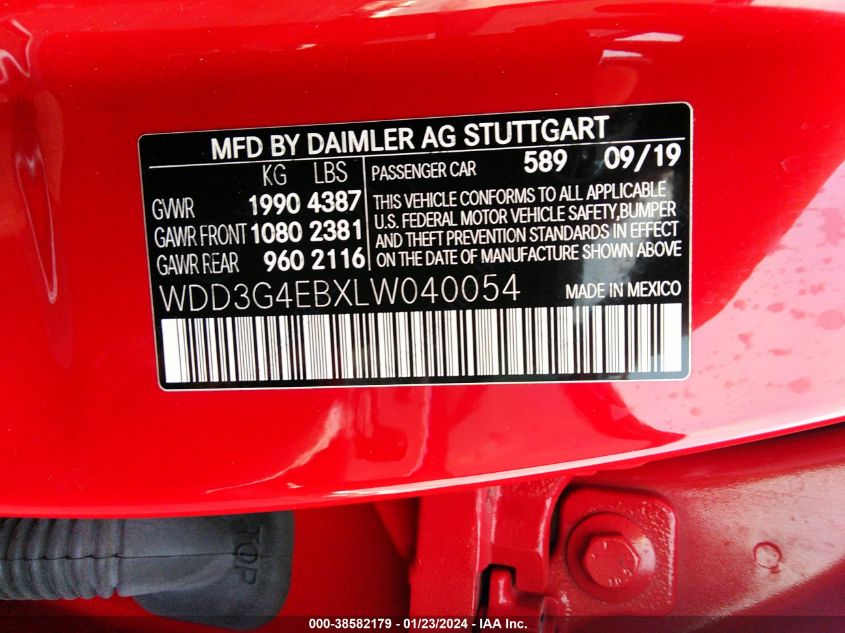 MFD BY DAIMLER AG STUTTGART
KG LBS
PASSENGER CAR 589 09/19
GVWR 1990 4387
GAWR FRONT 1080 2381
GAWR REAR 960 2116
THIS VEHICLE CONFORMS TO ALL APPLICABLE
U.S. FEDERAL MOTOR VEHICLE SAFETY,BUMPER
AND THEFT PREVENTION STANDARDS IN EFFECT
ON THE DATE OF MANUFACTURE SHOWN ABOVE
WDD3G4EBXLW040054 MADE IN MEXICO
TOP
000-38582179 / 01/23/2024 - IAA Inc.